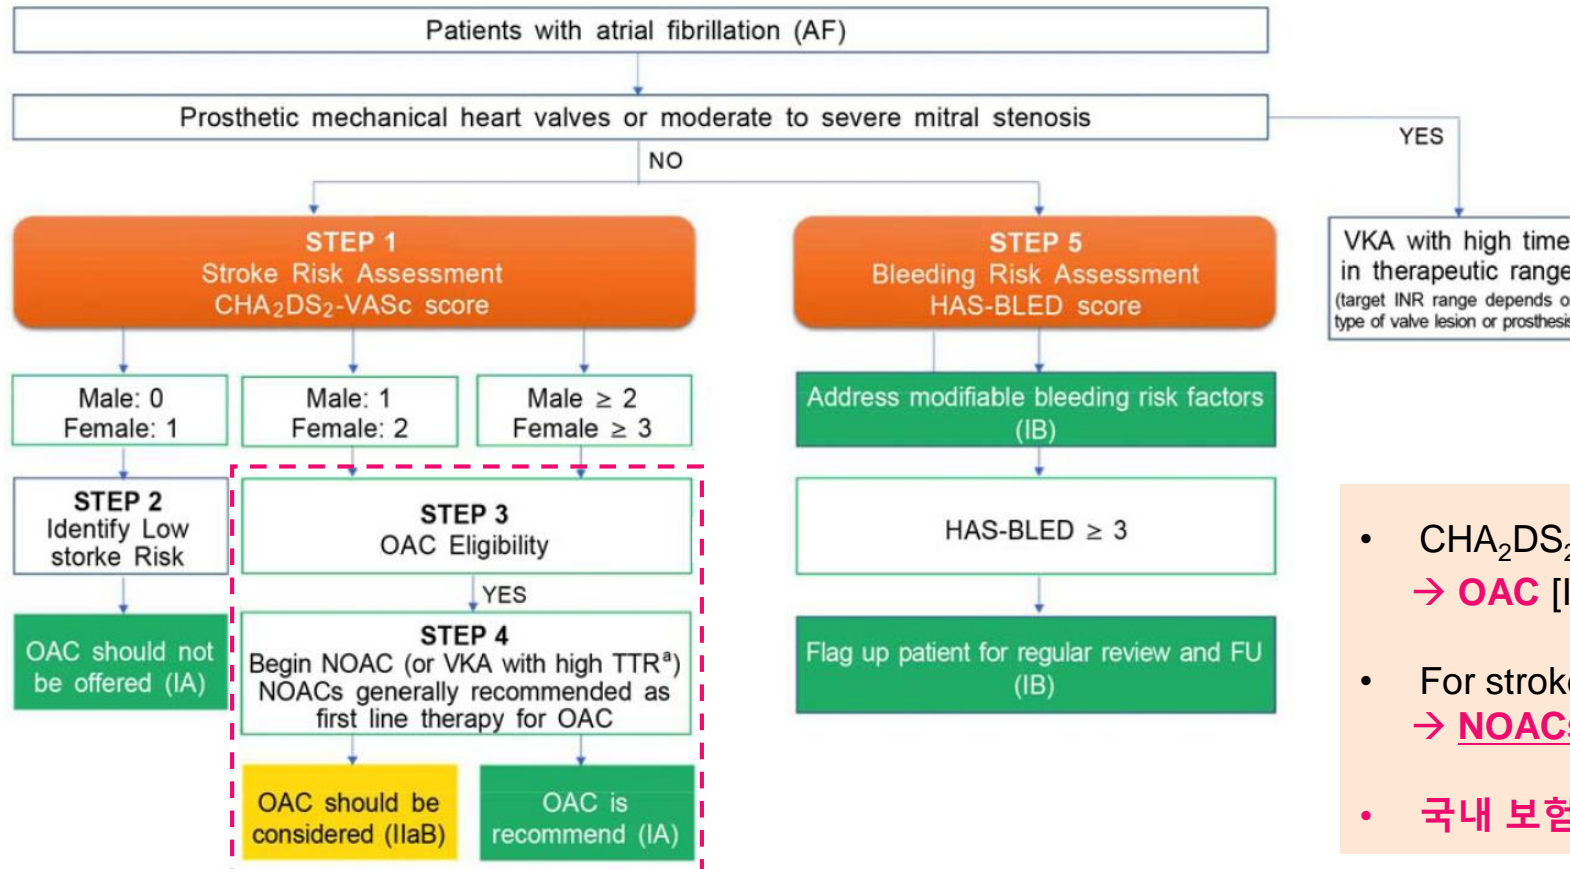 Patients with atrial fibrillation (AF)
Prosthetic mechanical heart valves or moderate to severe mitral stenosis
YES
NO
STEP 1
Stroke Risk Assessment
CHA₂DS₂-VASc score
STEP 5
Bleeding Risk Assessment
HAS-BLED score
VKA with high time
in therapeutic range
(target INR range depends
type of valve lesion or prosthesis
Male: 0
Female: 1
Male: 1
Female: 2
Male ≥ 2
Female ≥ 3
Address modifiable bleeding risk factors
(IB)
STEP 2
Identify Low
storke Risk
STEP 3
OAC Eligibility
HAS-BLED ≥ 3
YES
OAC should not
be offered (IA)
STEP 4
Begin NOAC (or VKA with high TTRᵃ)
NOACs generally recommended as
first line therapy for OAC
Flag up patient for regular review and FU
(IB)
OAC should be
considered (IIaB)
OAC is
recommend (IA)
• CHA₂DS₂
→ OAC [I
• For stroke
→ NOACs
• 국내 보험